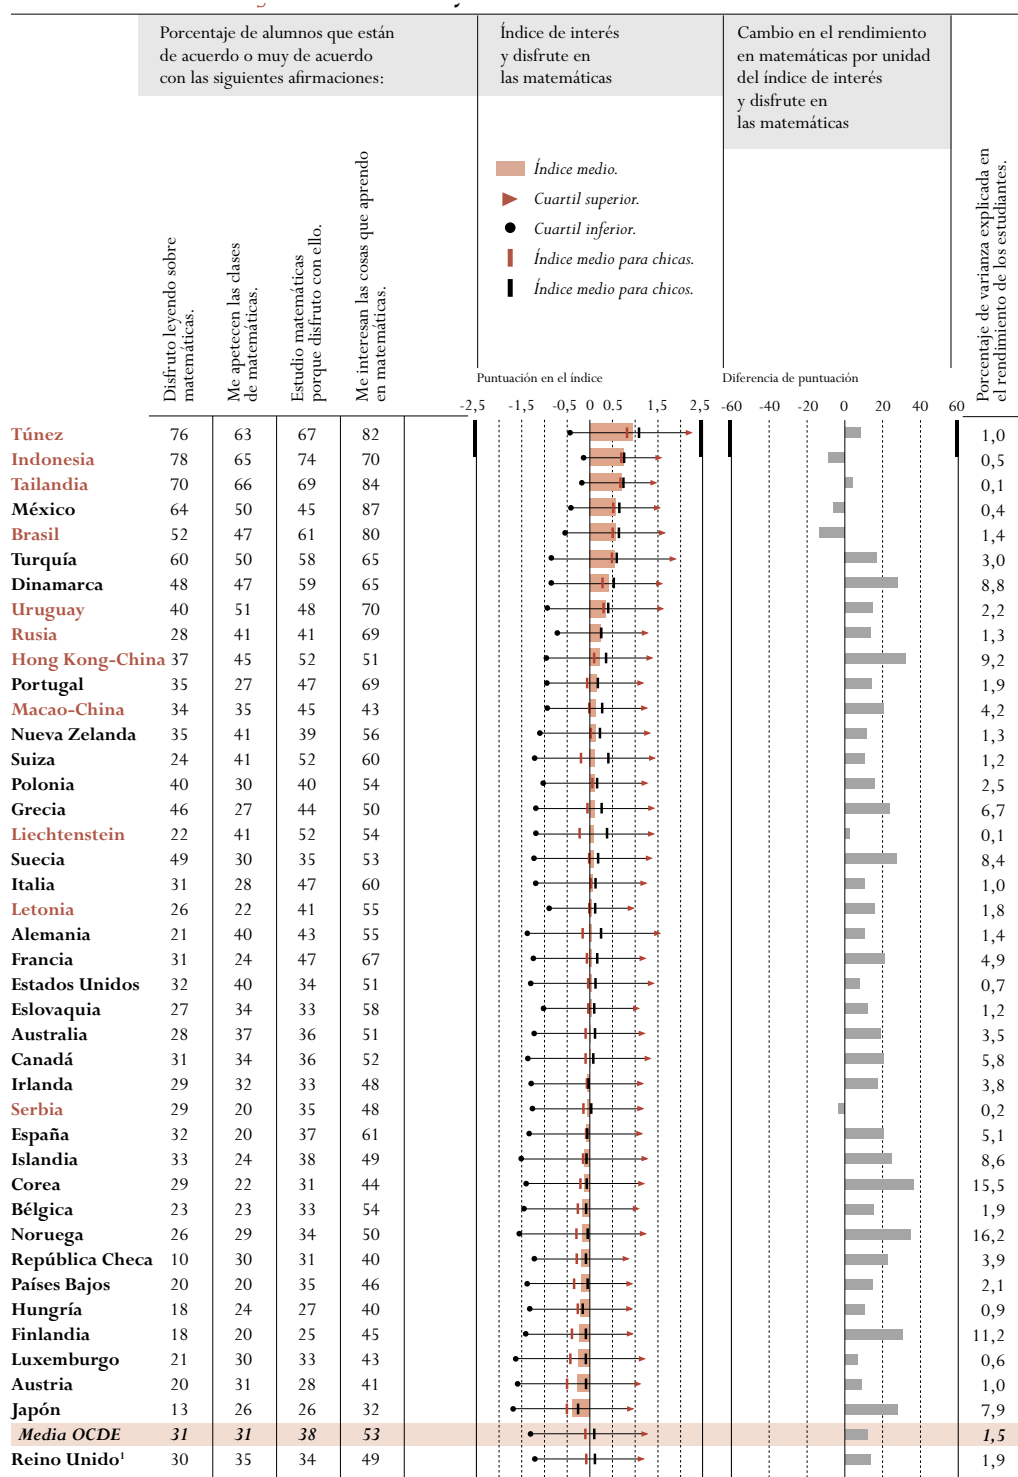 Porcentaje de alumnos que están
de acuerdo o muy de acuerdo
con las siguientes afirmaciones:
Índice de interés
y disfrute en
las matemáticas
Cambio en el rendimiento
en matemáticas por unidad
del índice de interés
y disfrute en
las matemáticas
Disfruto leyendo sobre
matemáticas.
Me apetecen las clases
de matemáticas.
Estudio matemáticas
porque disfruto con ello.
Me interesan las cosas que aprendo
en matemáticas.
Índice medio.
Cuartil superior.
Cuartil inferior.
Índice medio para chicas.
Índice medio para chicos.
Porcentaje de varianza explicada en
el rendimiento de los estudiantes.
Puntuación en el índice
Diferencia de puntuación
-2,5 -1,5 -0,5 0 0,5 1,5 2,5 -60 -40 -20 0 20 40 60
Túnez 76 63 67 82 1,0
Indonesia 78 65 74 70 0,5
Tailandia 70 66 69 84 0,1
México 64 50 45 87 0,4
Brasil 52 47 61 80 1,4
Turquía 60 50 58 65 3,0
Dinamarca 48 47 59 65 8,8
Uruguay 40 51 48 70 2,2
Rusia 28 41 41 69 1,3
Hong Kong-China 37 45 52 51 9,2
Portugal 35 27 47 69 1,9
Macao-China 34 35 45 43 4,2
Nueva Zelanda 35 41 39 56 1,3
Suiza 24 41 52 60 1,2
Polonia 40 30 40 54 2,5
Grecia 46 27 44 50 6,7
Liechtenstein 22 41 52 54 0,1
Suecia 49 30 35 53 8,4
Italia 31 28 47 60 1,0
Letonia 26 22 41 55 1,8
Alemania 21 40 43 55 1,4
Francia 31 24 47 67 4,9
Estados Unidos 32 40 34 51 0,7
Eslovaquia 27 34 33 58 1,2
Australia 28 37 36 51 3,5
Canadá 31 34 36 52 5,8
Irlanda 29 32 33 48 3,8
Serbia 29 20 35 48 0,2
España 32 20 37 61 5,1
Islandia 33 24 38 49 8,6
Corea 29 22 31 44 15,5
Bélgica 23 23 33 54 1,9
Noruega 26 29 34 50 16,2
República Checa 10 30 31 40 3,9
Países Bajos 20 20 35 46 2,1
Hungría 18 24 27 40 0,9
Finlandia 18 20 25 45 11,2
Luxemburgo 21 30 33 43 0,6
Austria 20 31 28 41 1,0
Japón 13 26 26 32 7,9
Media OCDE 31 31 38 53 1,5
Reino Unido¹ 30 35 34 49 1,9